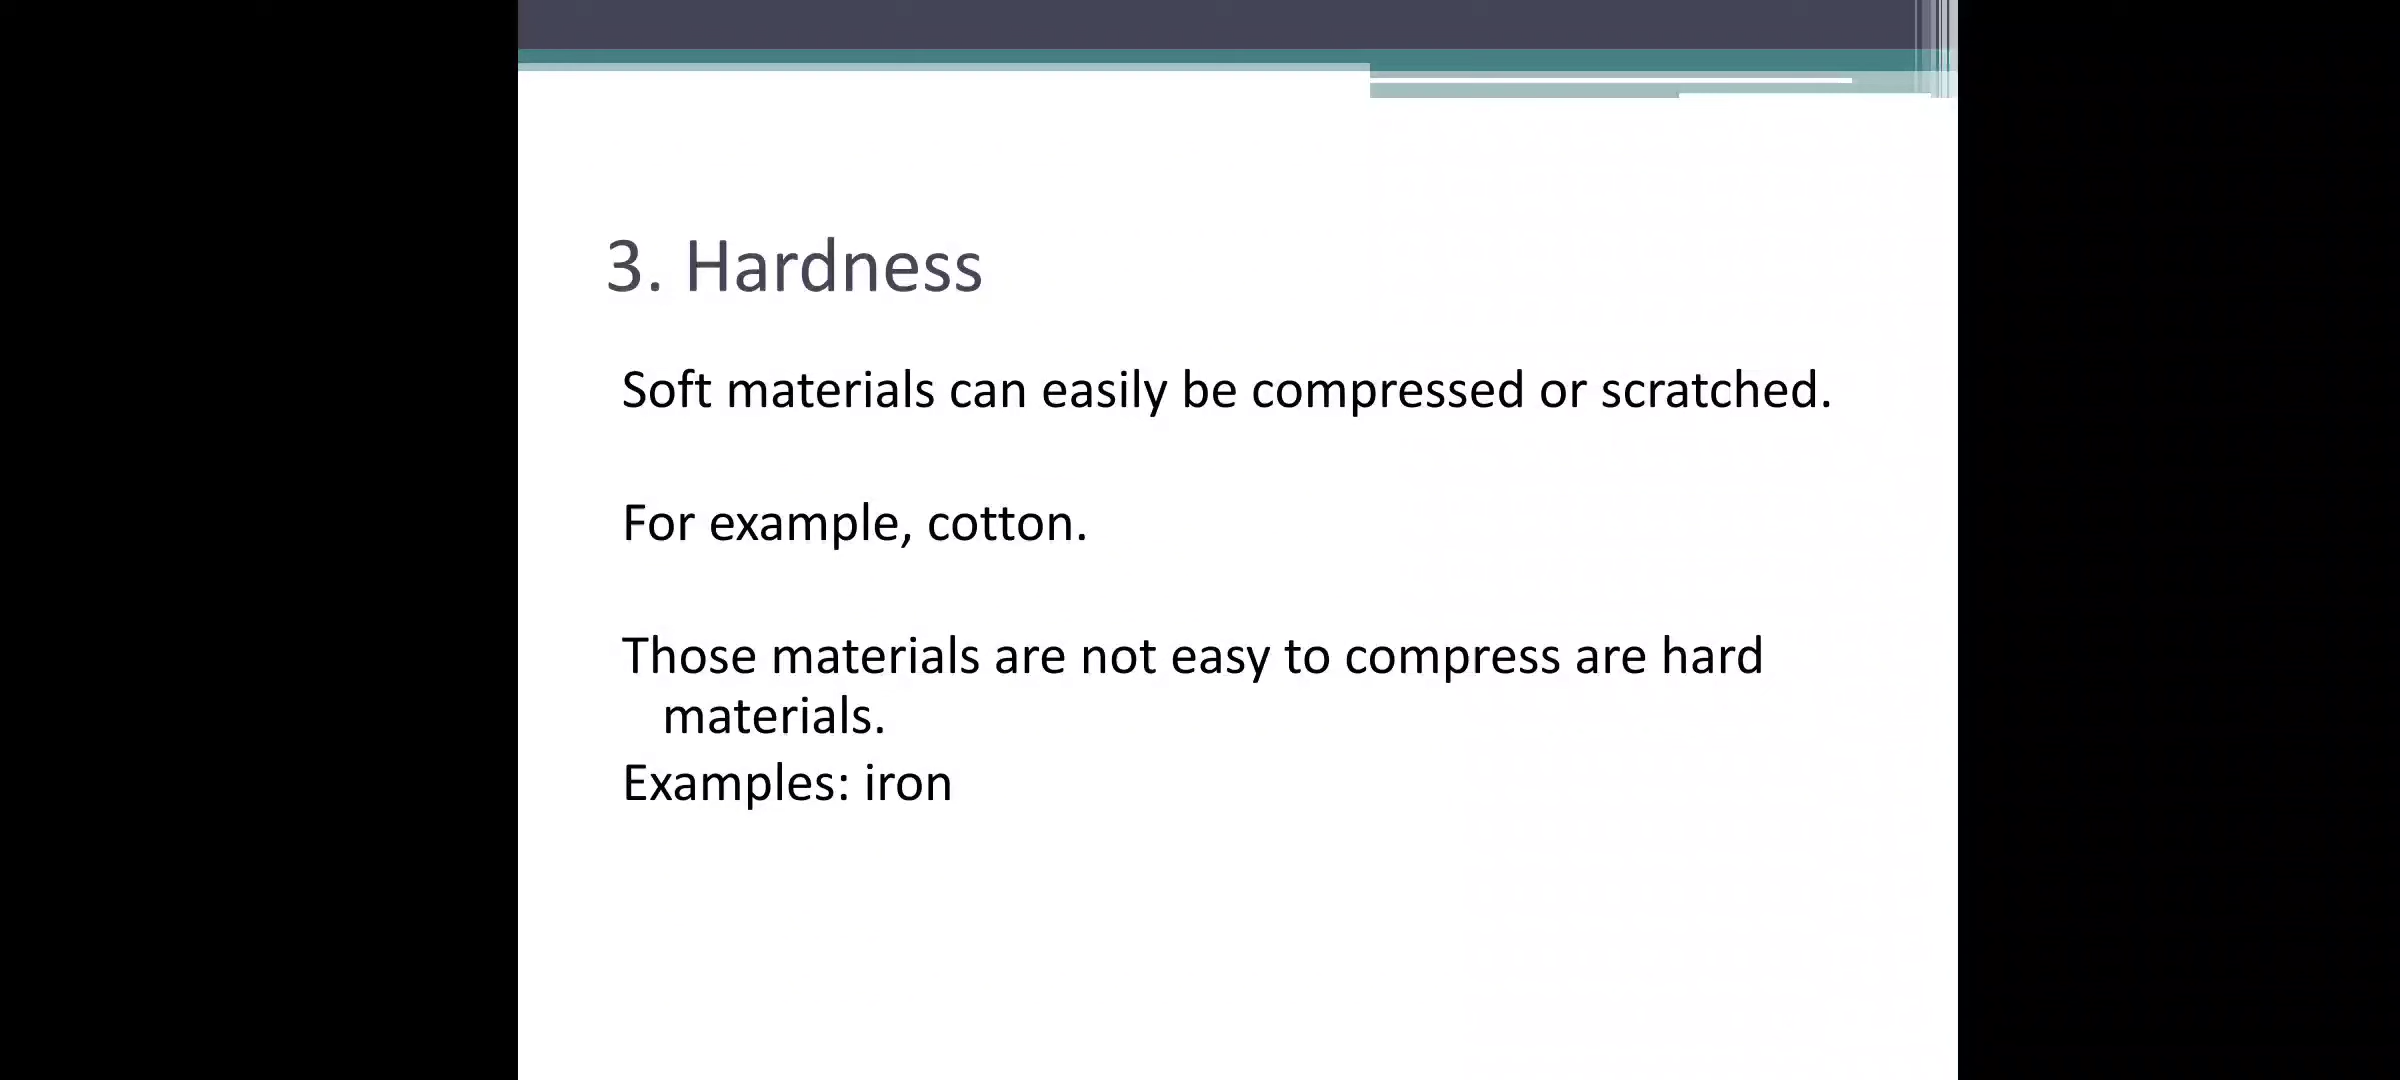 3. Hardness
Soft materials can easily be compressed or scratched.
For example, cotton.
Those materials are not easy to compress are hard
materials.
Examples: iron